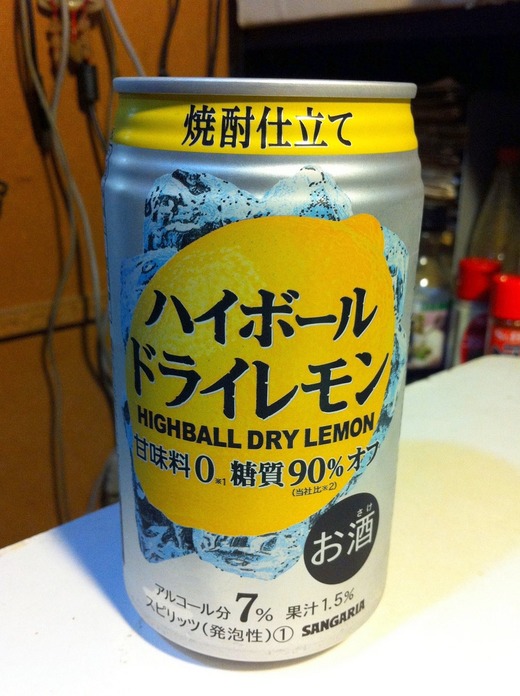 焼酎仕立て
ハイボール
ドライレモン
HIGHBALL DRY LEMON
甘味料0※1 糖質90%オフ
(当社比※2)
さけ
お酒
アルコール分 7% 果汁1.5%
スピリッツ(発泡性)① SANGARIA